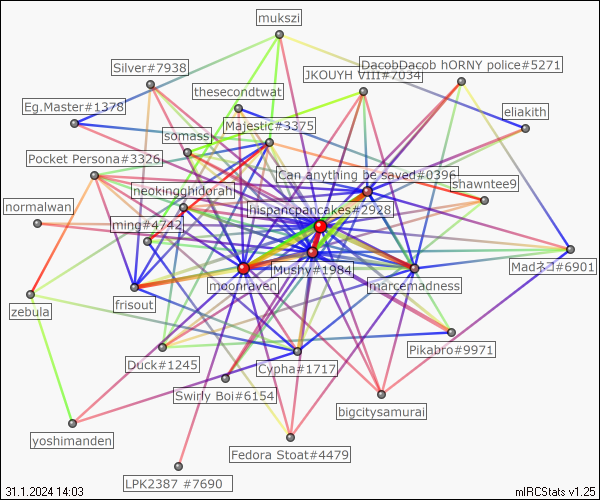 mukszi
DacobDacob hORNY police#5271
Silver#7938
JKOUYH VIII#7034
thesecondtwat
Eg.Master#1378
eliakith
Majestic#3375
somass
Pocket Persona#3326
Can anything be saved#0396
shawntee9
neokingghidorah
normalwan
hispancpancakes#2928
ming#4742
Mushy#1984
Madネコ#6901
moonraven
marcemadness
zebula
frisout
Pikabro#9971
Duck#1245
Cypha#1717
Swirly Boi#6154
bigcitysamurai
yoshimanden
Fedora Stoat#4479
LPK2387 #7690
31.1.2024 14:03
mIRCStats v1.25